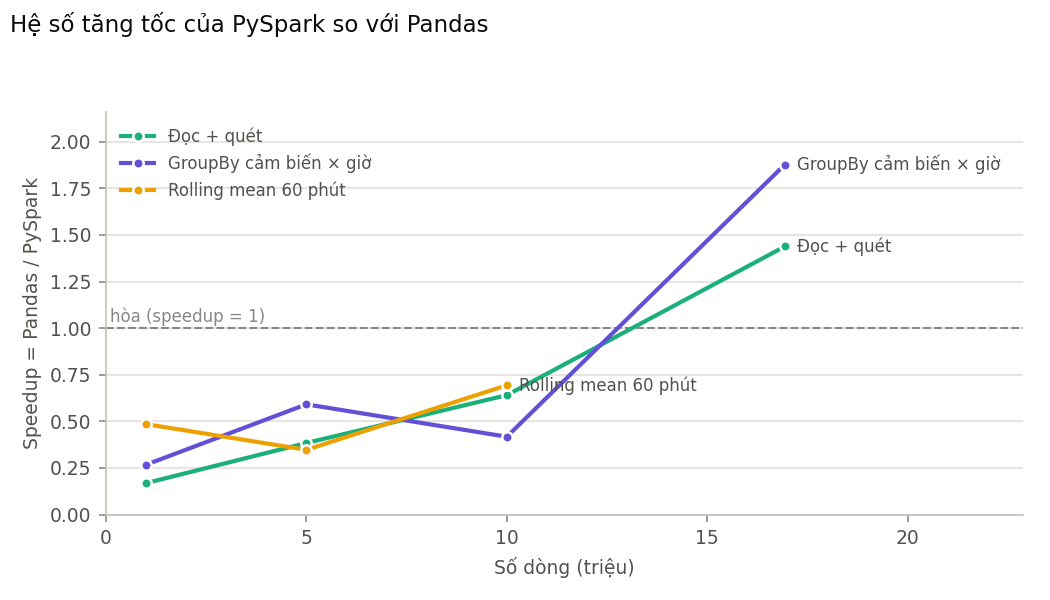 Hệ số tăng tốc của PySpark so với Pandas
Đọc + quét
GroupBy cảm biến × giờ
Rolling mean 60 phút
Speedup = Pandas / PySpark
2.00
1.75
1.50
1.25
1.00
0.75
0.50
0.25
0.00
hòa (speedup = 1)
GroupBy cảm biến × giờ
Đọc + quét
Rolling mean 60 phút
0
5
10
15
20
Số dòng (triệu)